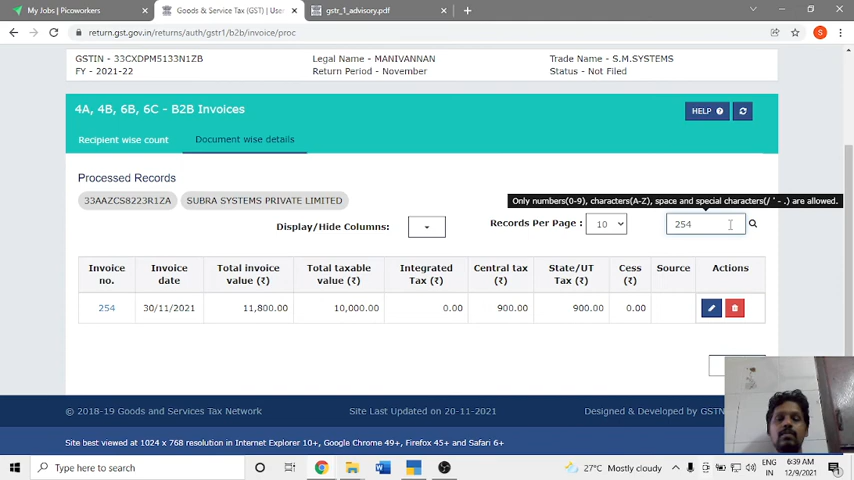 My Jobs | Picoworkers
Goods & Service Tax (GST) | Use
gstr_1_advisory.pdf
return.gst.gov.in/returns/auth/gstr1/b2b/invoice/proc
S
GSTIN - 33CXDPM5133N1ZB
Legal Name - MANIVANNAN
Trade Name - S.M.SYSTEMS
FY - 2021-22
Return Period - November
Status - Not Filed
4A, 4B, 6B, 6C - B2B Invoices
HELP
Recipient wise count
Document wise details
Processed Records
33AAZCS8223R1ZA
SUBRA SYSTEMS PRIVATE LIMITED
Only numbers(0-9), characters(A-Z), space and special characters(/ ' - .) are allowed.
Display/Hide Columns:
Records Per Page :
10
254
Invoice no.
Invoice date
Total invoice value (₹)
Total taxable value (₹)
Integrated Tax (₹)
Central tax (₹)
State/UT Tax (₹)
Cess (₹)
Source
Actions
254
30/11/2021
11,800.00
10,000.00
0.00
900.00
900.00
0.00
© 2018-19 Goods and Services Tax Network
Site Last Updated on 20-11-2021
Designed & Developed by GSTN
Site best viewed at 1024 x 768 resolution in Internet Explorer 10+, Google Chrome 49+, Firefox 45+ and Safari 6+
Type here to search
27°C Mostly cloudy
ENG
IN
6:39 AM
12/9/2021